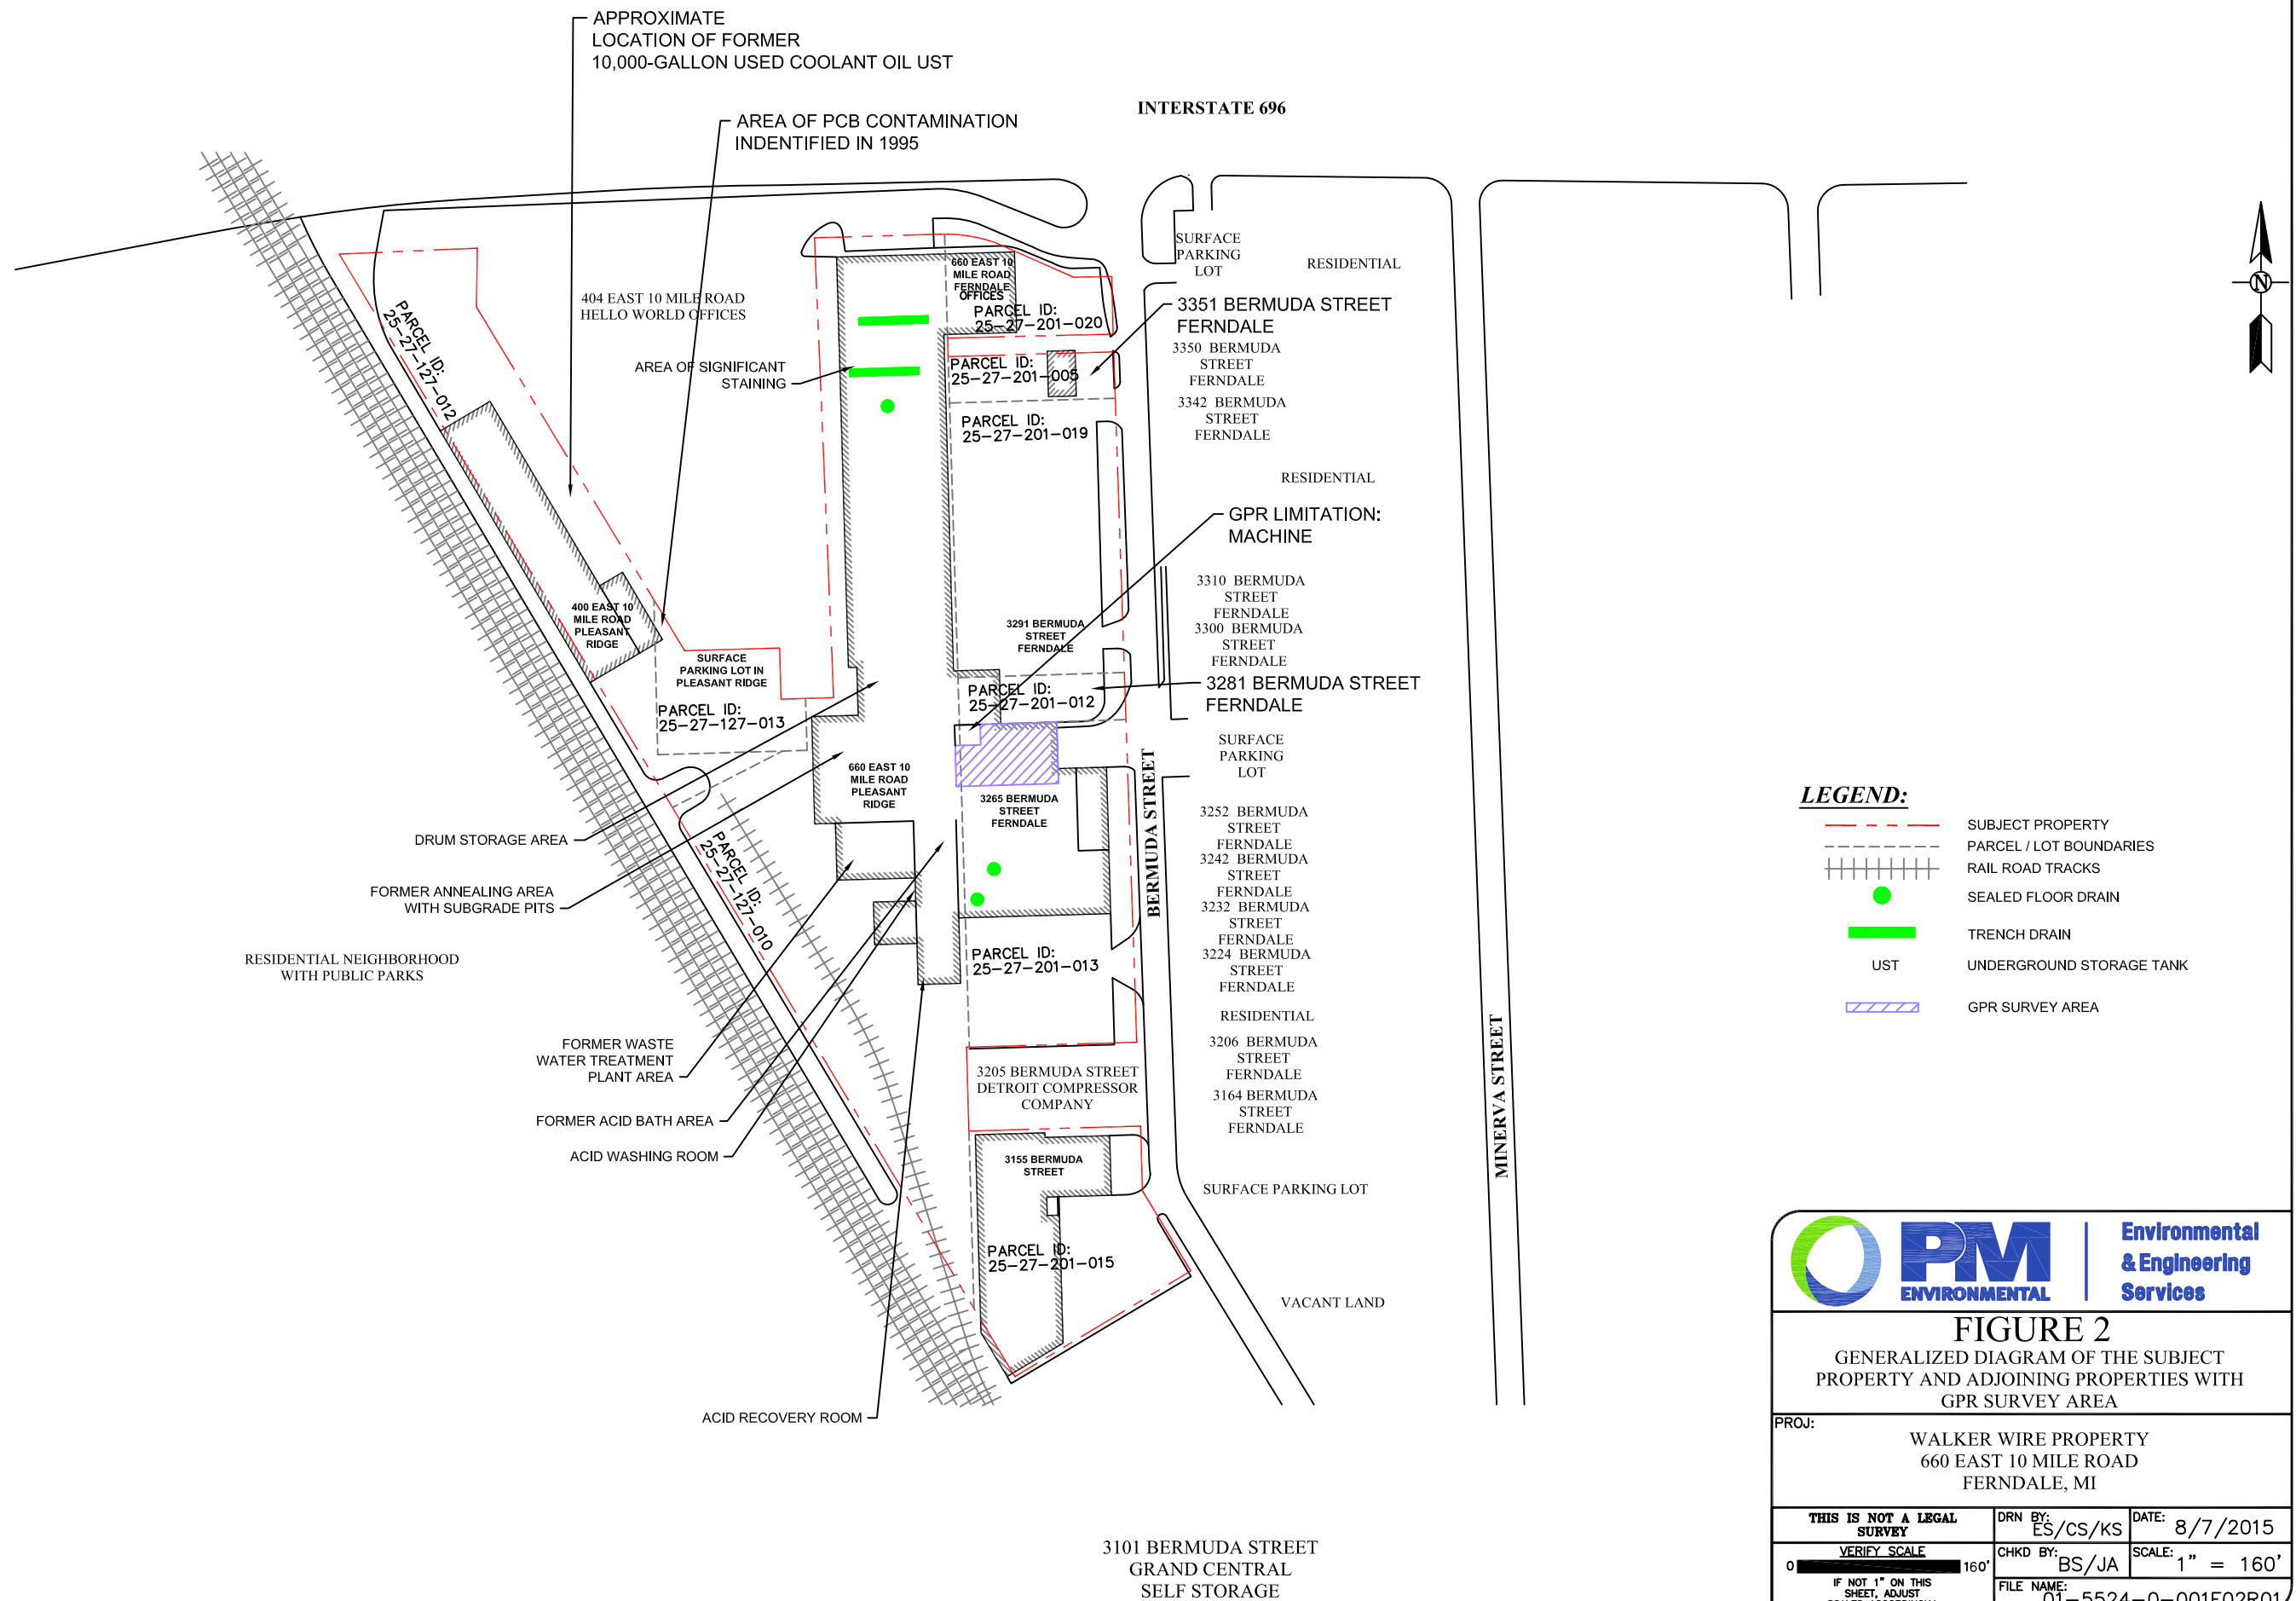 APPROXIMATE
LOCATION OF FORMER
10,000-GALLON USED COOLANT OIL UST
AREA OF PCB CONTAMINATION
INDENTIFIED IN 1995
INTERSTATE 696
404 EAST 10 MILE ROAD
HELLO WORLD OFFICES
AREA OF SIGNIFICANT
STAINING
660 EAST 10
MILE ROAD
FERNDALE
OFFICES
PARCEL ID:
25-27-201-020
PARCEL ID:
25-27-201-005
PARCEL ID:
25-27-201-019
SURFACE
PARKING
LOT
RESIDENTIAL
3351 BERMUDA STREET
FERNDALE
3350 BERMUDA
STREET
FERNDALE
3342 BERMUDA
STREET
FERNDALE
RESIDENTIAL
GPR LIMITATION:
MACHINE
3310 BERMUDA
STREET
FERNDALE
3300 BERMUDA
STREET
FERNDALE
3281 BERMUDA STREET
FERNDALE
3291 BERMUDA
STREET
FERNDALE
PARCEL ID:
25-27-201-012
PARCEL ID:
25-27-127-012
400 EAST 10
MILE ROAD
PLEASANT
RIDGE
SURFACE
PARKING LOT IN
PLEASANT RIDGE
PARCEL ID:
25-27-127-013
660 EAST 10
MILE ROAD
PLEASANT
RIDGE
3265 BERMUDA
STREET
FERNDALE
SURFACE
PARKING
LOT
BERMUDA STREET
3252 BERMUDA
STREET
FERNDALE
3242 BERMUDA
STREET
FERNDALE
3232 BERMUDA
STREET
FERNDALE
3224 BERMUDA
STREET
FERNDALE
RESIDENTIAL
3206 BERMUDA
STREET
FERNDALE
3164 BERMUDA
STREET
FERNDALE
SURFACE PARKING LOT
VACANT LAND
MINERVA STREET
DRUM STORAGE AREA
FORMER ANNEALING AREA
WITH SUBGRADE PITS
RESIDENTIAL NEIGHBORHOOD
WITH PUBLIC PARKS
PARCEL ID:
25-27-127-010
PARCEL ID:
25-27-201-013
FORMER WASTE
WATER TREATMENT
PLANT AREA
FORMER ACID BATH AREA
ACID WASHING ROOM
ACID RECOVERY ROOM
3205 BERMUDA STREET
DETROIT COMPRESSOR
COMPANY
3155 BERMUDA
STREET
PARCEL ID:
25-27-201-015
3101 BERMUDA STREET
GRAND CENTRAL
SELF STORAGE
N
LEGEND:
SUBJECT PROPERTY
PARCEL / LOT BOUNDARIES
RAIL ROAD TRACKS
SEALED FLOOR DRAIN
TRENCH DRAIN
UST UNDERGROUND STORAGE TANK
GPR SURVEY AREA
PM
ENVIRONMENTAL
Environmental
& Engineering
Services
FIGURE 2
GENERALIZED DIAGRAM OF THE SUBJECT
PROPERTY AND ADJOINING PROPERTIES WITH
GPR SURVEY AREA
PROJ:
WALKER WIRE PROPERTY
660 EAST 10 MILE ROAD
FERNDALE, MI
THIS IS NOT A LEGAL
SURVEY
DRN BY:
ES/CS/KS
DATE: 8/7/2015
VERIFY SCALE
0 160'
CHKD BY:
BS/JA
SCALE: 1" = 160'
IF NOT 1" ON THIS
SHEET, ADJUST
FILE NAME:
01-5524-0-001F02R01